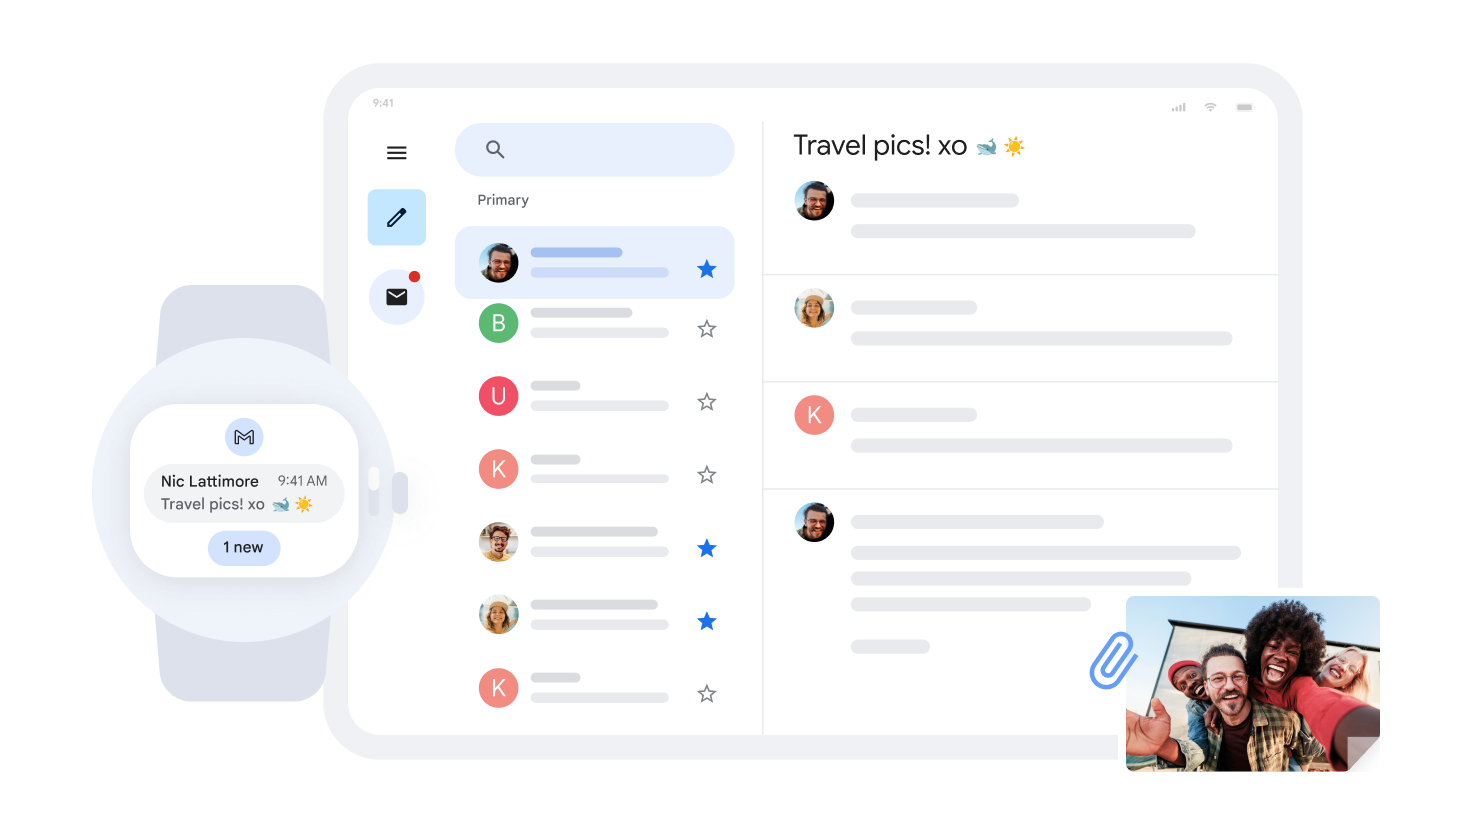 9:41
Primary
B
U
K
K
Travel pics! xo 🐋 ☀️
K
Nic Lattimore 9:41 AM
Travel pics! xo 🐋 ☀️
1 new